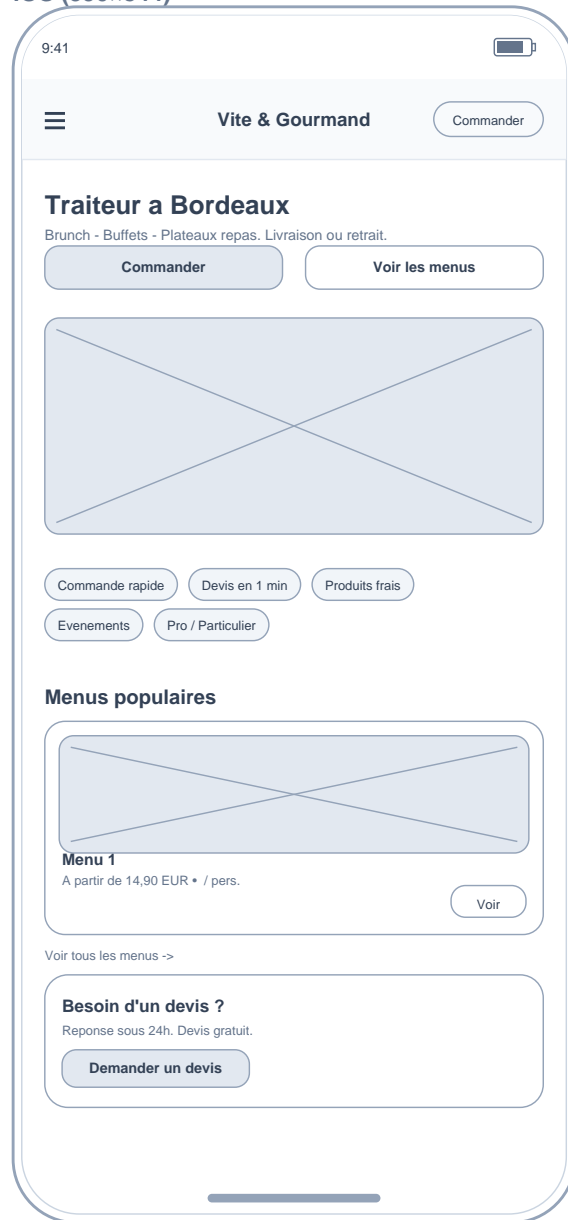 9:41
Vite & Gourmand
Commander
Traiteur a Bordeaux
Brunch - Buffets - Plateaux repas. Livraison ou retrait.
Commander
Voir les menus
Commande rapide
Devis en 1 min
Produits frais
Evenements
Pro / Particulier
Menus populaires
Menu 1
A partir de 14,90 EUR • / pers.
Voir
Voir tous les menus ->
Besoin d'un devis ?
Reponse sous 24h. Devis gratuit.
Demander un devis